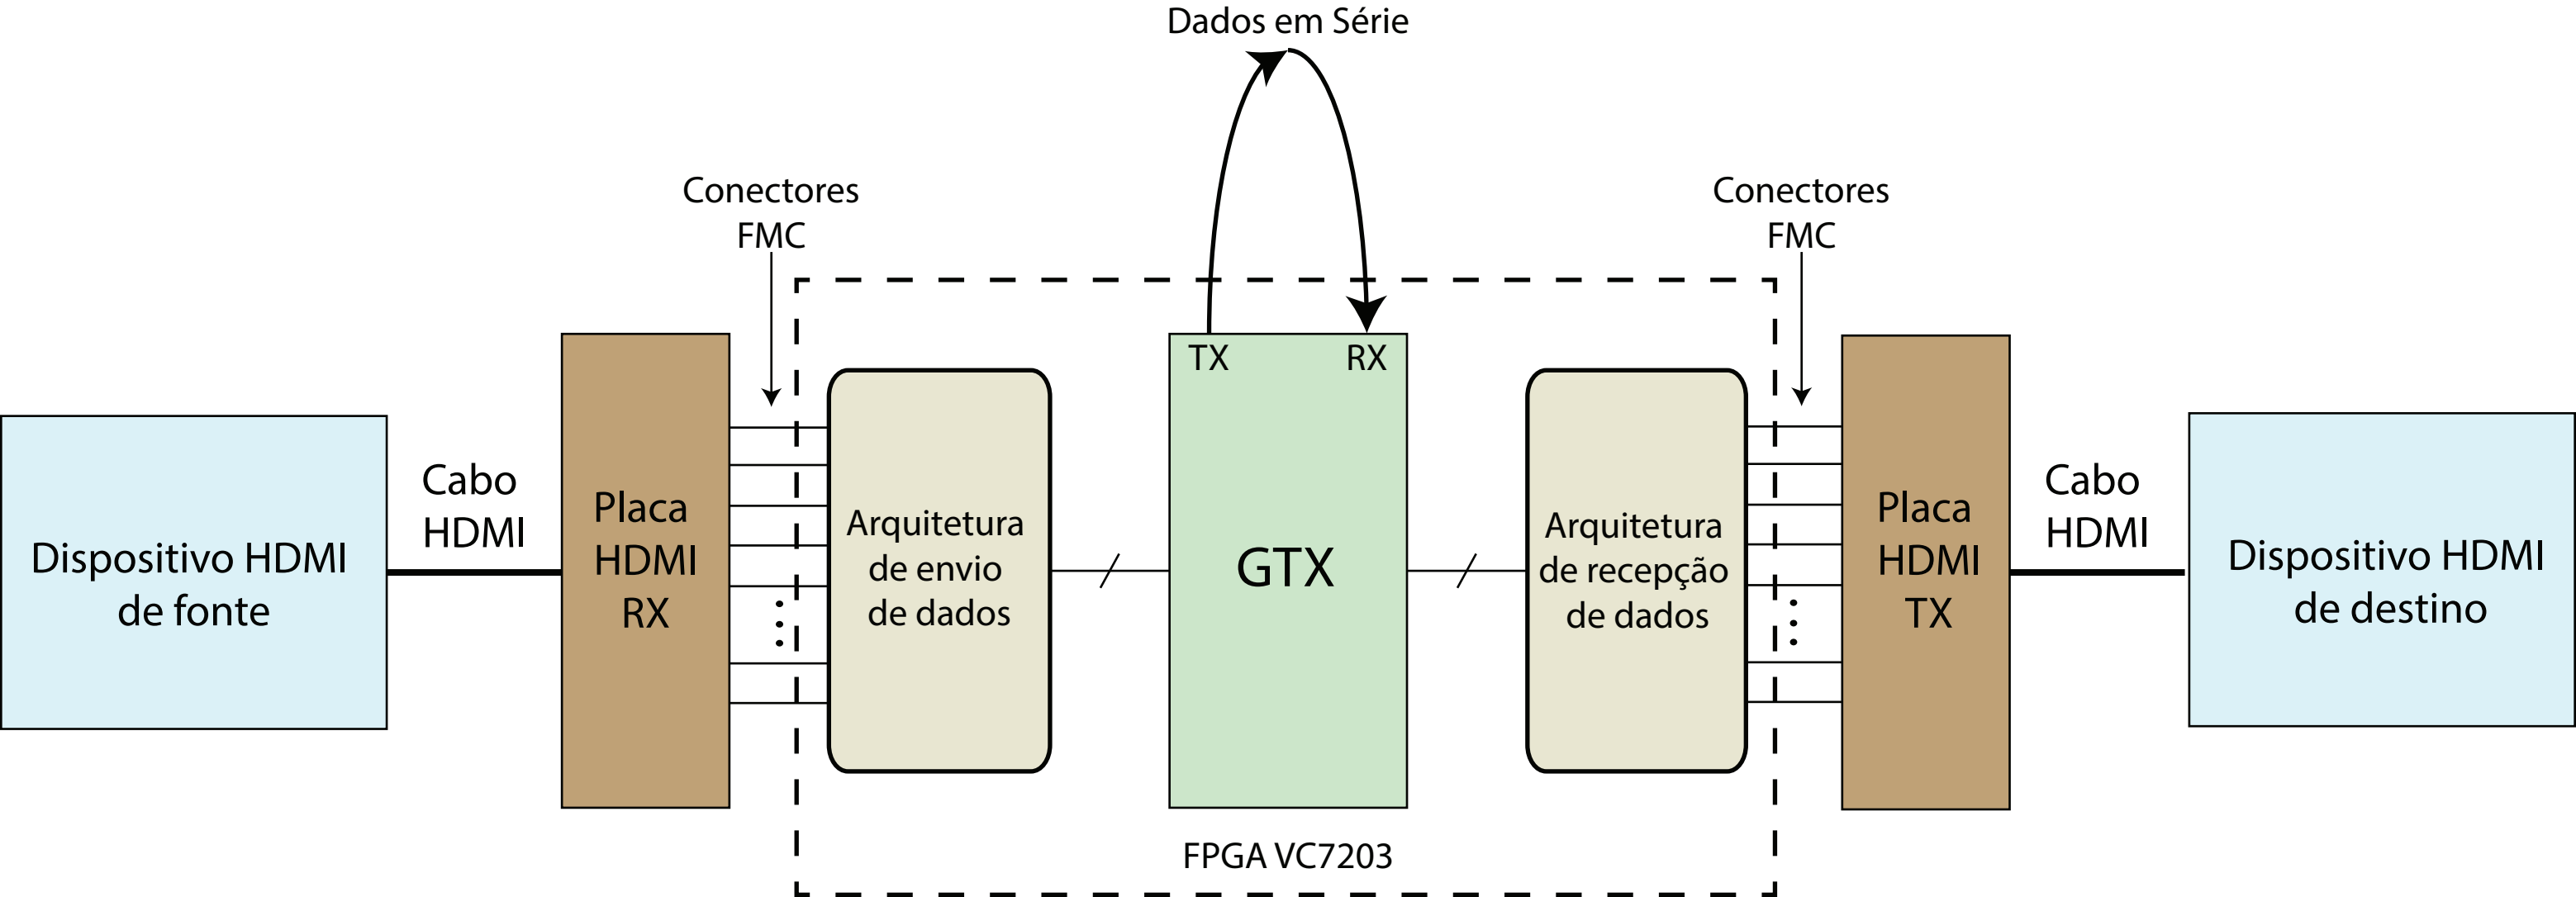 Dados em Série
Conectores
FMC
Conectores
FMC
TX
RX
Dispositivo HDMI
de fonte
Cabo
HDMI
Placa
HDMI
RX
Arquitetura
de envio
de dados
GTX
Arquitetura
de recepção
de dados
Placa
HDMI
TX
Cabo
HDMI
Dispositivo HDMI
de destino
FPGA VC7203